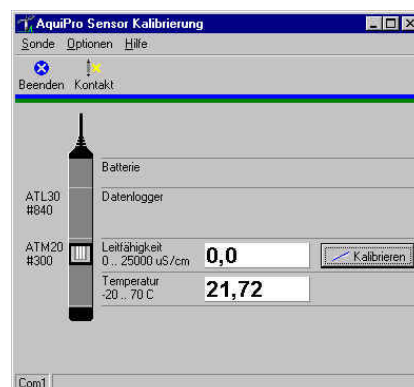 AquiPro Sensor Kalibrierung
Sonde Optionen Hilfe
Beenden Kontakt
Batterie
ATL30
#840
Datenlogger
ATM20
#300
Leitfähigkeit
0 .. 25000 uS/cm
0,0
Kalibrieren
Temperatur
-20 .. 70 C
21,72
Com1